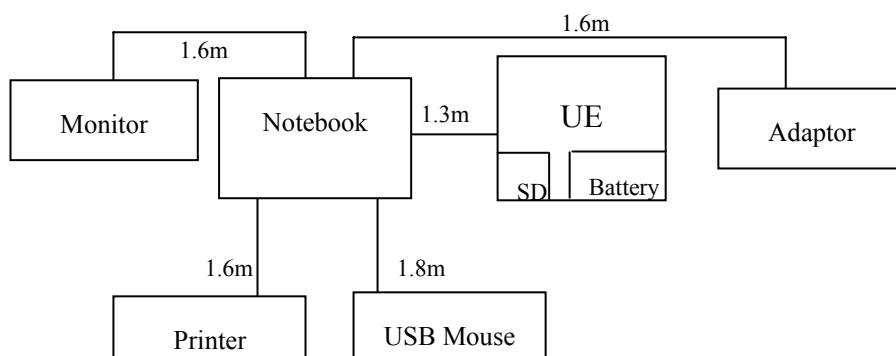 1.6m
1.6m
Monitor
Notebook
1.3m
UE
Adaptor
SD
Battery
1.6m
1.8m
Printer
USB Mouse